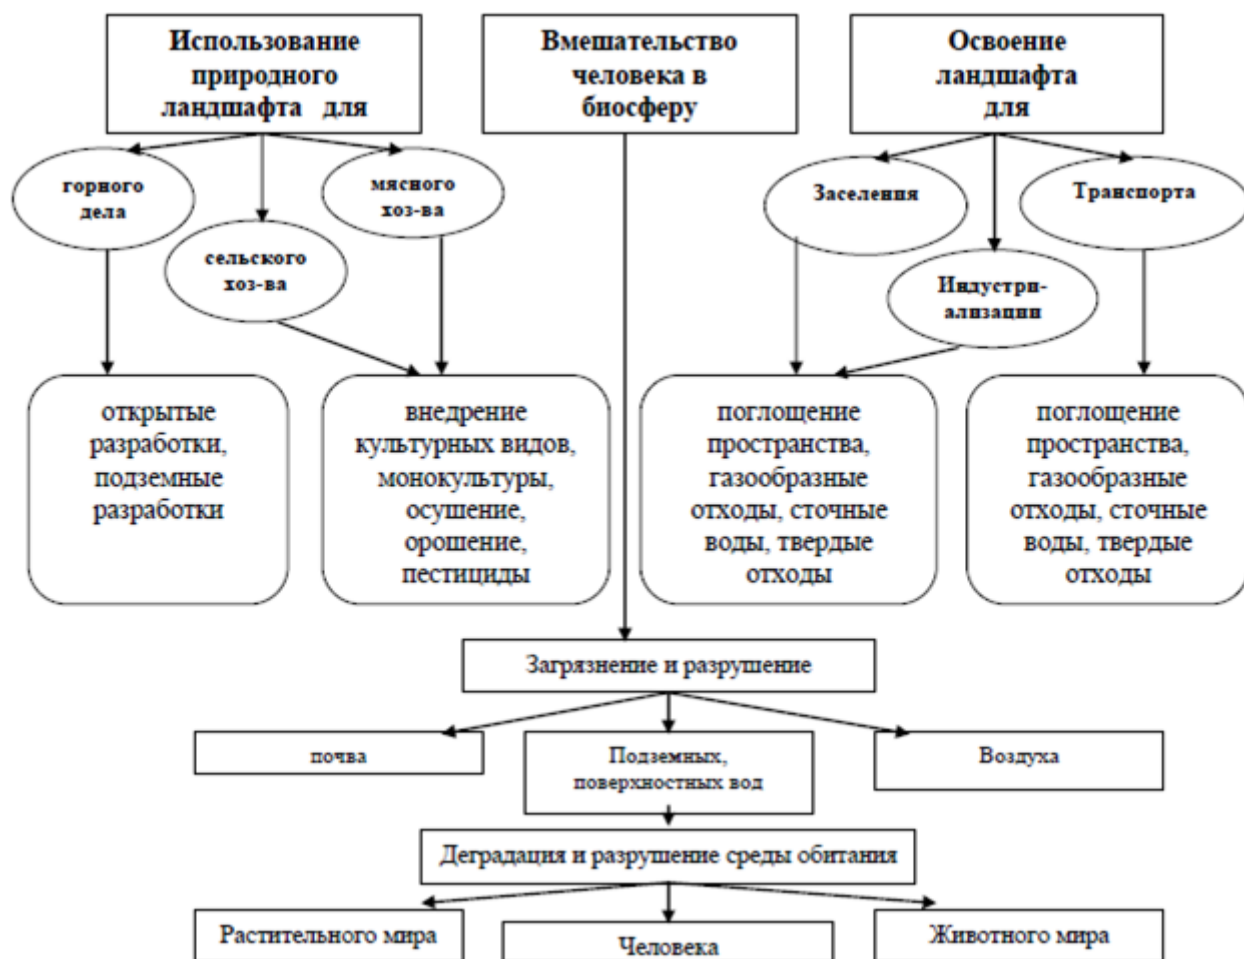 Использование
природного
ландшафта для
Вмешательство
человека в
биосферу
Освоение
ландшафта
для
горного
дела
мясного
хоз-ва
сельского
хоз-ва
Заселения
Транспорта
Индустри-
ализации
открытые
разработки,
подземные
разработки
внедрение
культурных видов,
монокультуры,
осушение,
орошение,
пестициды
поглощение
пространства,
газообразные
отходы, сточные
воды, твердые
отходы
поглощение
пространства,
газообразные
отходы, сточные
воды, твердые
отходы
Загрязнение и разрушение
почва
Подземных,
поверхностных вод
Воздуха
Деградация и разрушение среды обитания
Растительного мира
Человека
Животного мира